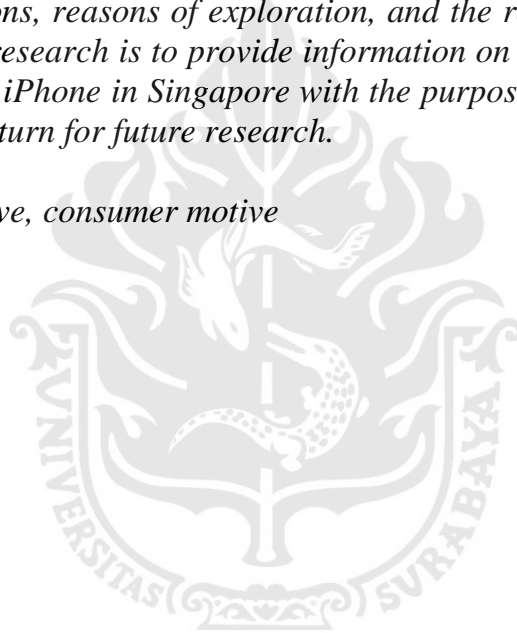 ons, reasons of exploration, and the r
research is to provide information on
iPhone in Singapore with the purpos
turn for future research.
ve, consumer motive
UNIVERSITAS SURABAYA